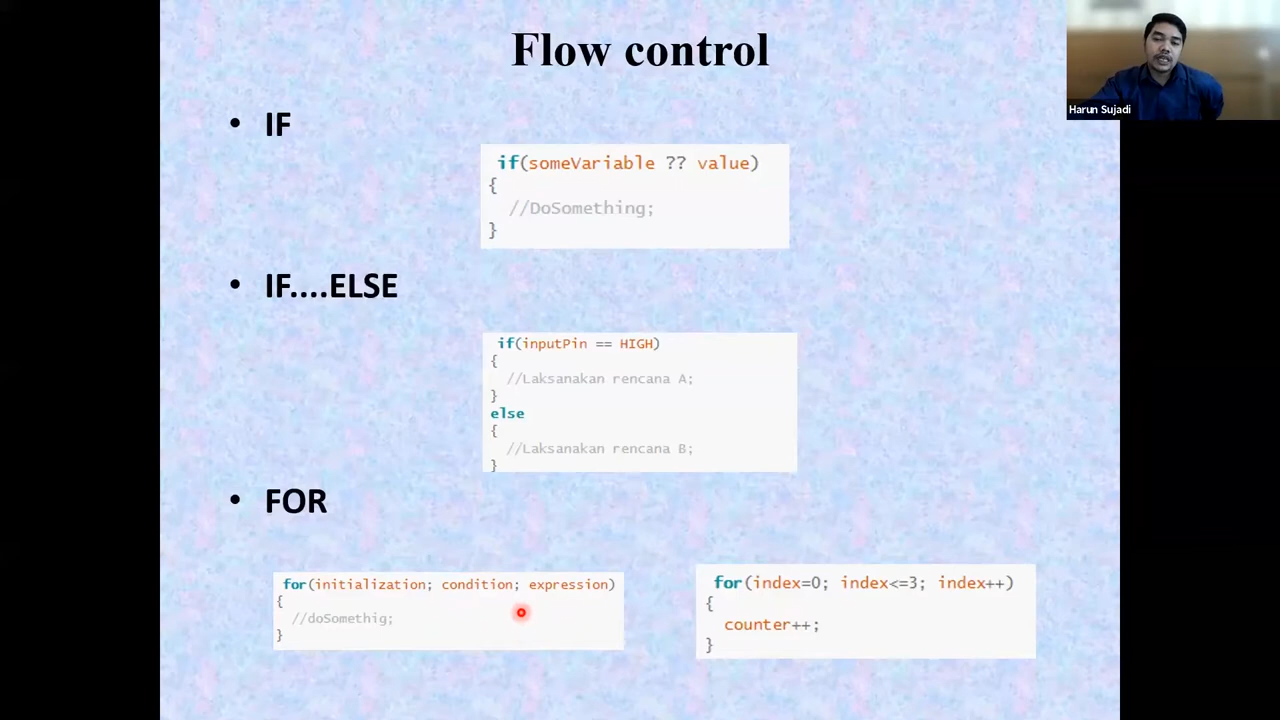 Flow control
Harun Sujadi
• IF
if(someVariable ?? value)
{
//DoSomething;
}
• IF....ELSE
if(inputPin == HIGH)
{
//Laksanakan rencana A;
}
else
{
//Laksanakan rencana B;
}
• FOR
for(initialization; condition; expression)
{
//doSomethig;
}
for(index=0; index<=3; index++)
{
counter++;
}